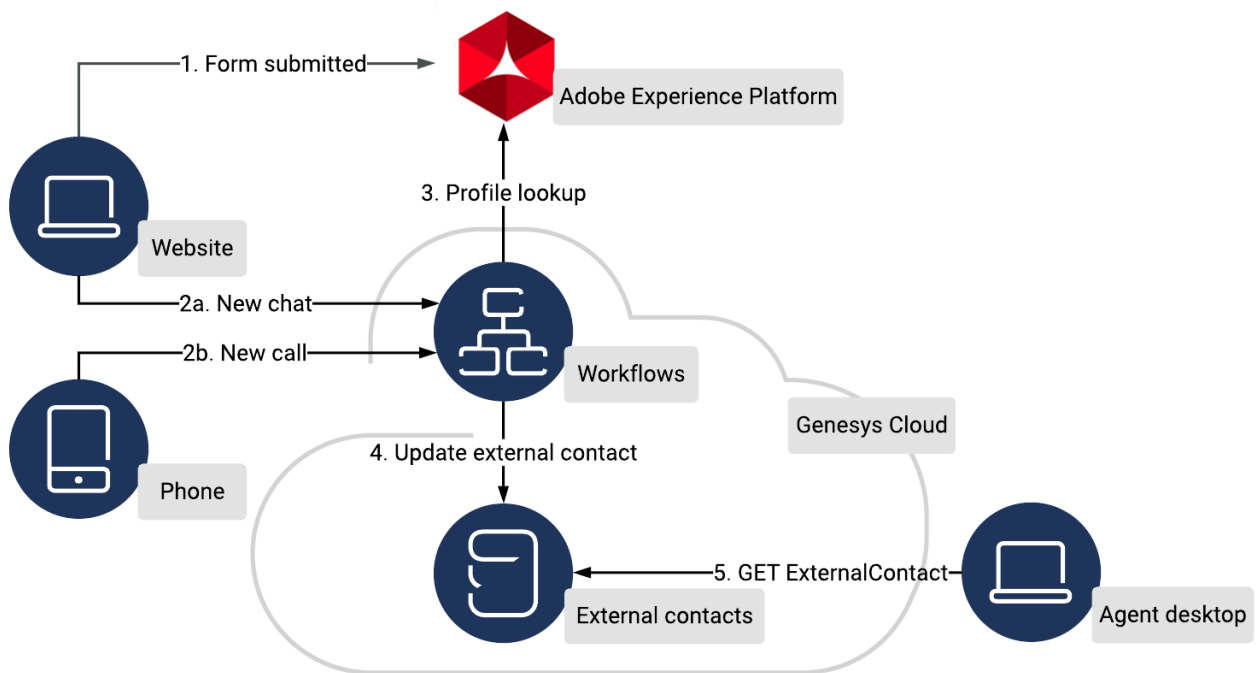 1. Form submitted
Adobe Experience Platform
3. Profile lookup
Website
2a. New chat
2b. New call
Workflows
Genesys Cloud
4. Update external contact
Phone
5. GET ExternalContact
External contacts
Agent desktop